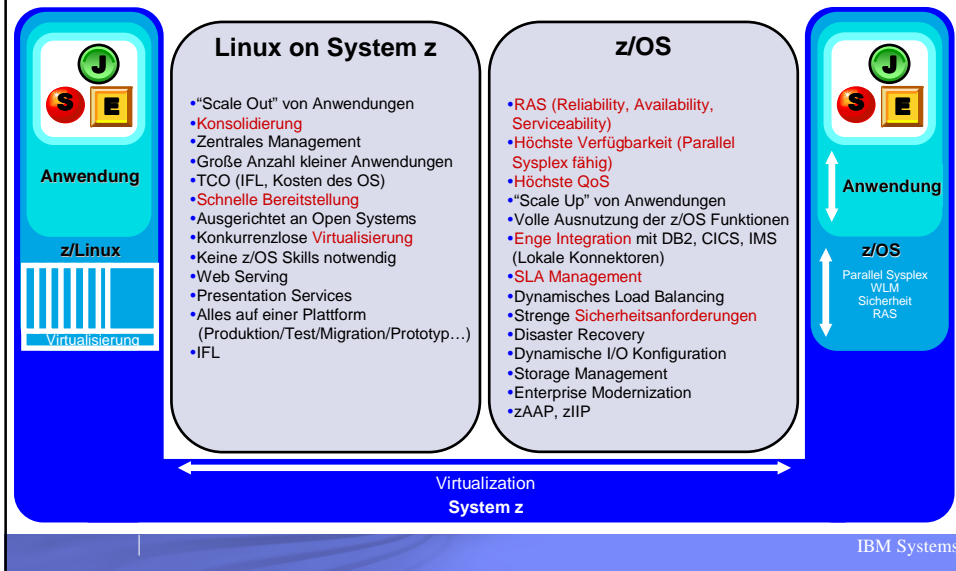 J
S
E
Anwendung
z/Linux
Virtualisierung
Linux on System z
•“Scale Out” von Anwendungen
•Konsolidierung
•Zentrales Management
•Große Anzahl kleiner Anwendungen
•TCO (IFL, Kosten des OS)
•Schnelle Bereitstellung
•Ausgerichtet an Open Systems
•Konkurrenzlose Virtualisierung
•Keine z/OS Skills notwendig
•Web Serving
•Presentation Services
•Alles auf einer Plattform
(Produktion/Test/Migration/Prototyp…)
•IFL
z/OS
•RAS (Reliability, Availability,
Serviceability)
•Höchste Verfügbarkeit (Parallel
Sysplex fähig)
•Höchste QoS
•“Scale Up” von Anwendungen
•Volle Ausnutzung der z/OS Funktionen
•Enge Integration mit DB2, CICS, IMS
(Lokale Konnektoren)
•SLA Management
•Dynamisches Load Balancing
•Strenge Sicherheitsanforderungen
•Disaster Recovery
•Dynamische I/O Konfiguration
•Storage Management
•Enterprise Modernization
•zAAP, zIIP
J
S
E
Anwendung
z/OS
Parallel Sysplex
WLM
Sicherheit
RAS
Virtualization
System z
IBM Systems